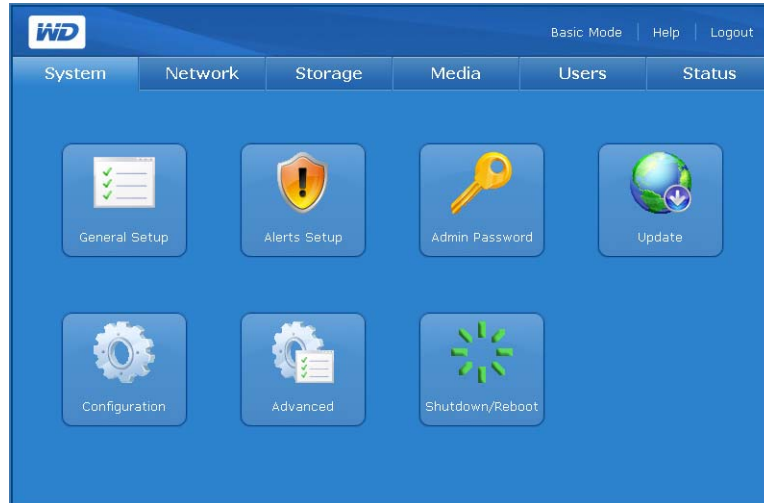 WD
Basic Mode Help Logout
System Network Storage Media Users Status
General Setup Alerts Setup Admin Password Update
Configuration Advanced Shutdown/Reboot